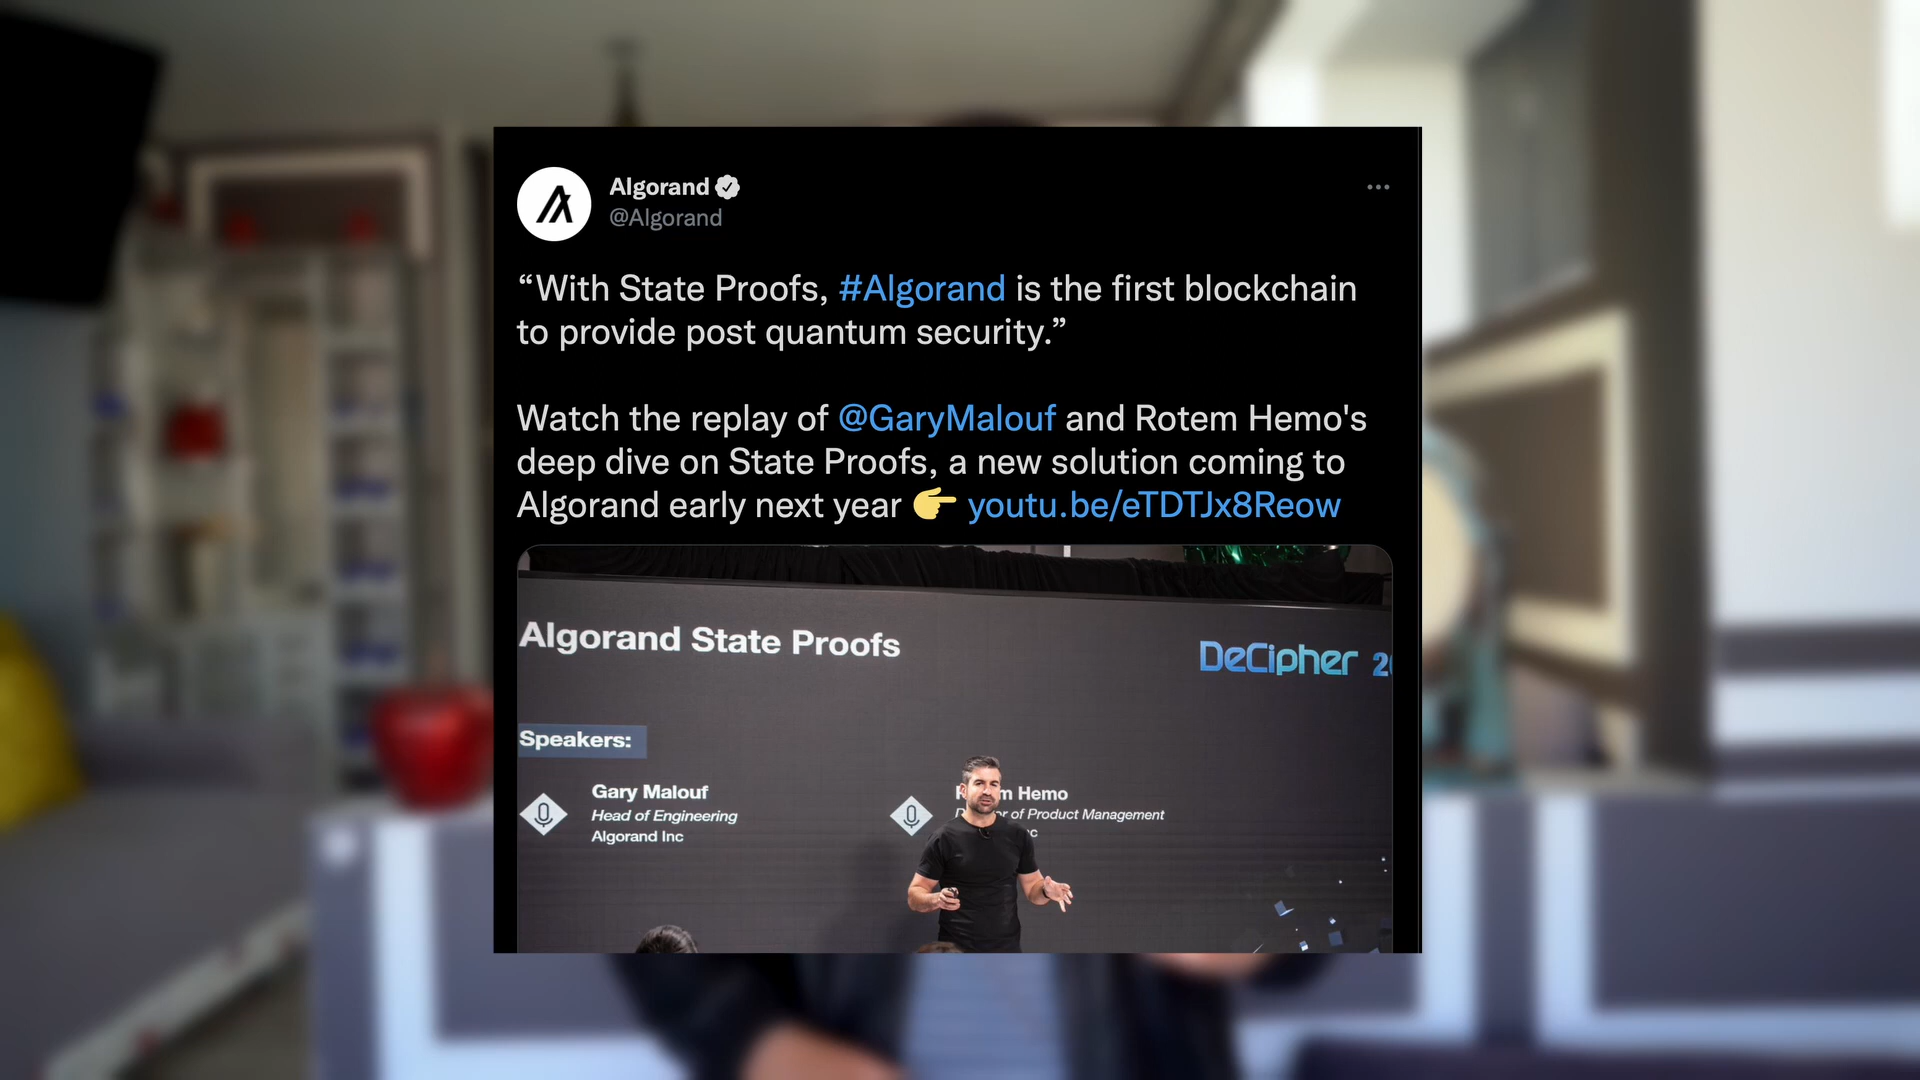 Algorand
@Algorand
“With State Proofs, #Algorand is the first blockchain
to provide post quantum security.”
Watch the replay of @GaryMalouf and Rotem Hemo's
deep dive on State Proofs, a new solution coming to
Algorand early next year 👉 youtu.be/eTDTJx8Reow
Algorand State Proofs
DeCipher
Speakers:
Gary Malouf
Head of Engineering
Algorand Inc
Hemo
of Product Management